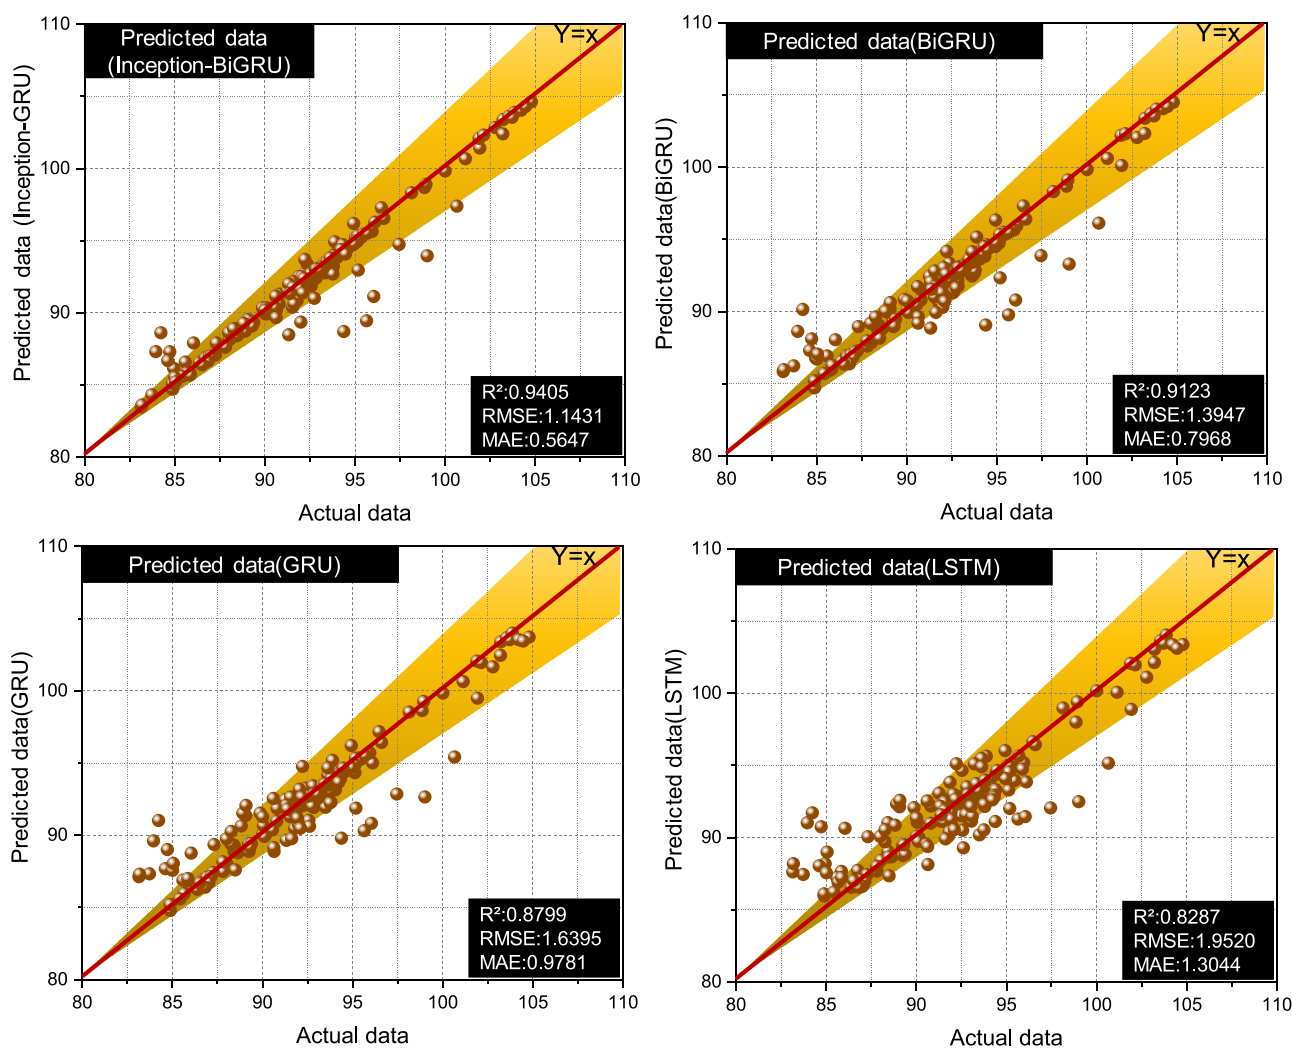 Predicted data
(Inception-BiGRU)
Y=x
110
100
90
80
Predicted data (Inception-GRU)
R²:0.9405
RMSE:1.1431
MAE:0.5647
80 85 90 95 100 105 110
Actual data
Predicted data(BiGRU)
Y=x
110
100
90
80
Predicted data(BiGRU)
R²:0.9123
RMSE:1.3947
MAE:0.7968
80 85 90 95 100 105 110
Actual data
Predicted data(GRU)
Y=x
110
100
90
80
Predicted data(GRU)
R²:0.8799
RMSE:1.6395
MAE:0.9781
80 85 90 95 100 105 110
Actual data
Predicted data(LSTM)
Y=x
110
100
90
80
Predicted data(LSTM)
R²:0.8287
RMSE:1.9520
MAE:1.3044
80 85 90 95 100 105 110
Actual data